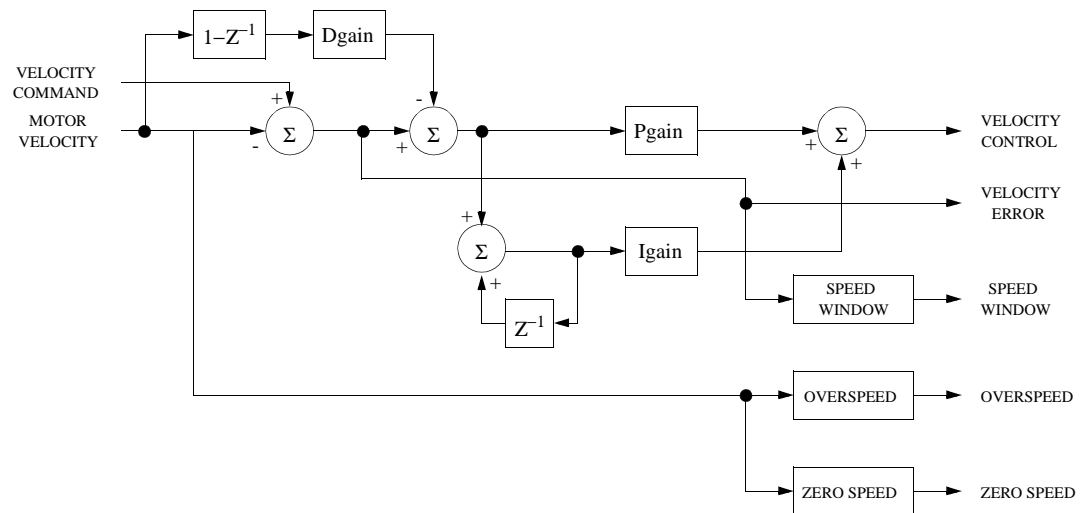 1−Z⁻¹
Dgain
VELOCITY
COMMAND
+
-
MOTOR
VELOCITY
-
Σ
+
Σ
Pgain
+
Σ
+
VELOCITY
CONTROL
VELOCITY
ERROR
+
Σ
+
Igain
Z⁻¹
SPEED
WINDOW
SPEED
WINDOW
OVERSPEED
OVERSPEED
ZERO SPEED
ZERO SPEED